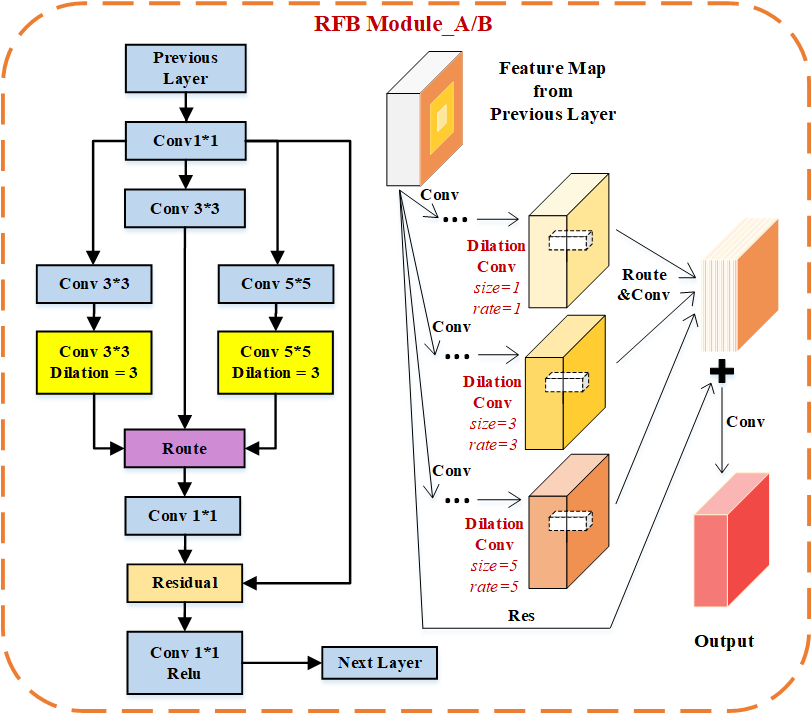 RFB Module_A/B
Previous
Layer
Conv1*1
Conv 3*3
Conv 3*3
Conv 5*5
Conv 3*3
Dilation = 3
Conv 5*5
Dilation = 3
Route
Conv 1*1
Residual
Conv 1*1
Relu
Next Layer
Feature Map
from
Previous Layer
Conv
Dilation
Conv
size=1
rate=1
Conv
Dilation
Conv
size=3
rate=3
Conv
Dilation
Conv
size=5
rate=5
Route
&Conv
Res
Conv
Output